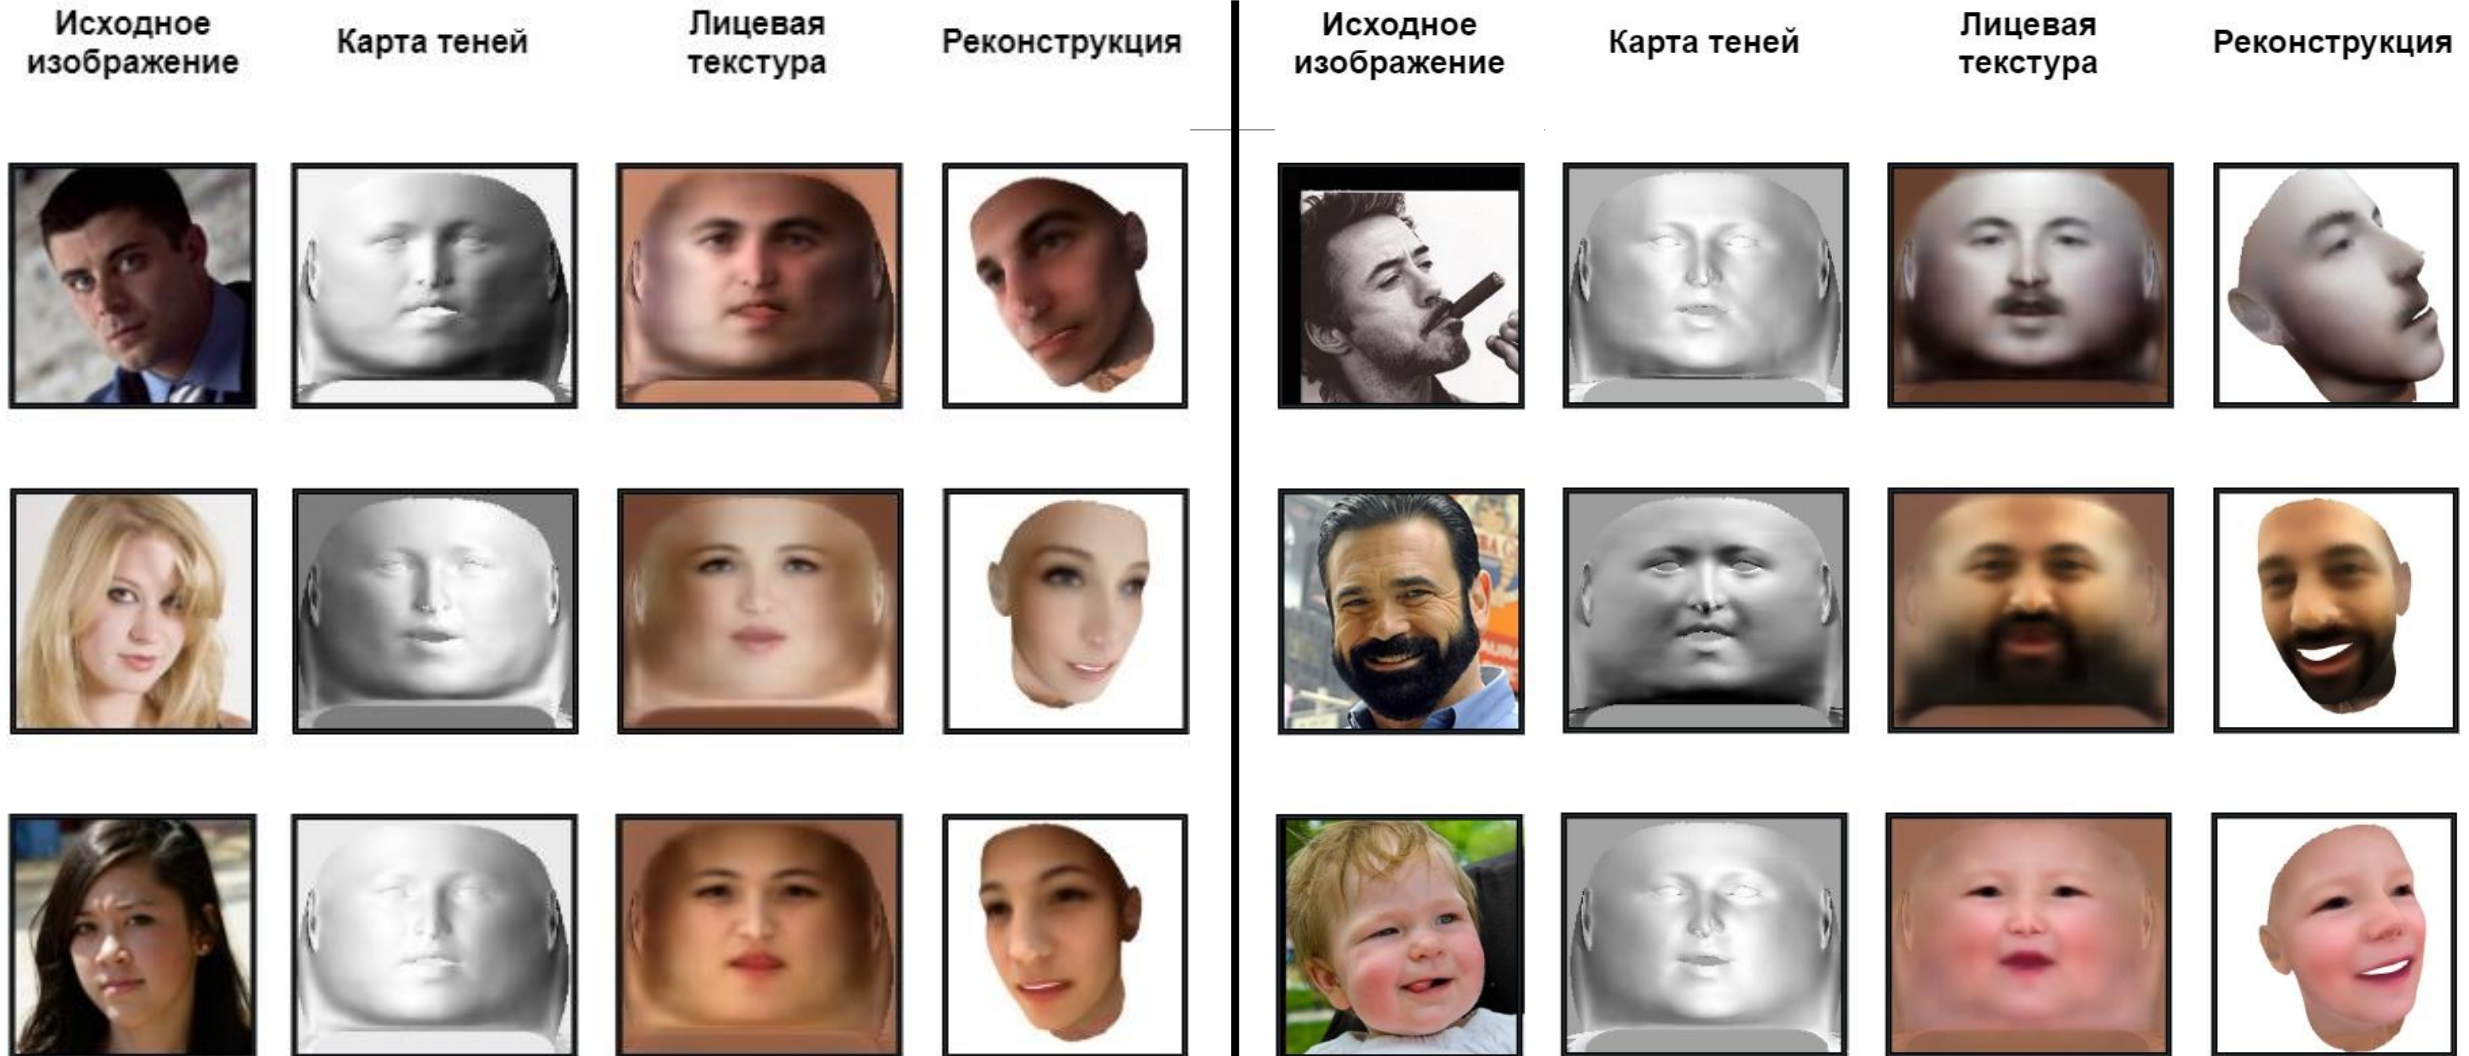 Исходное
изображение
Карта теней
Лицевая
текстура
Реконструкция
Исходное
изображение
Карта теней
Лицевая
текстура
Реконструкция